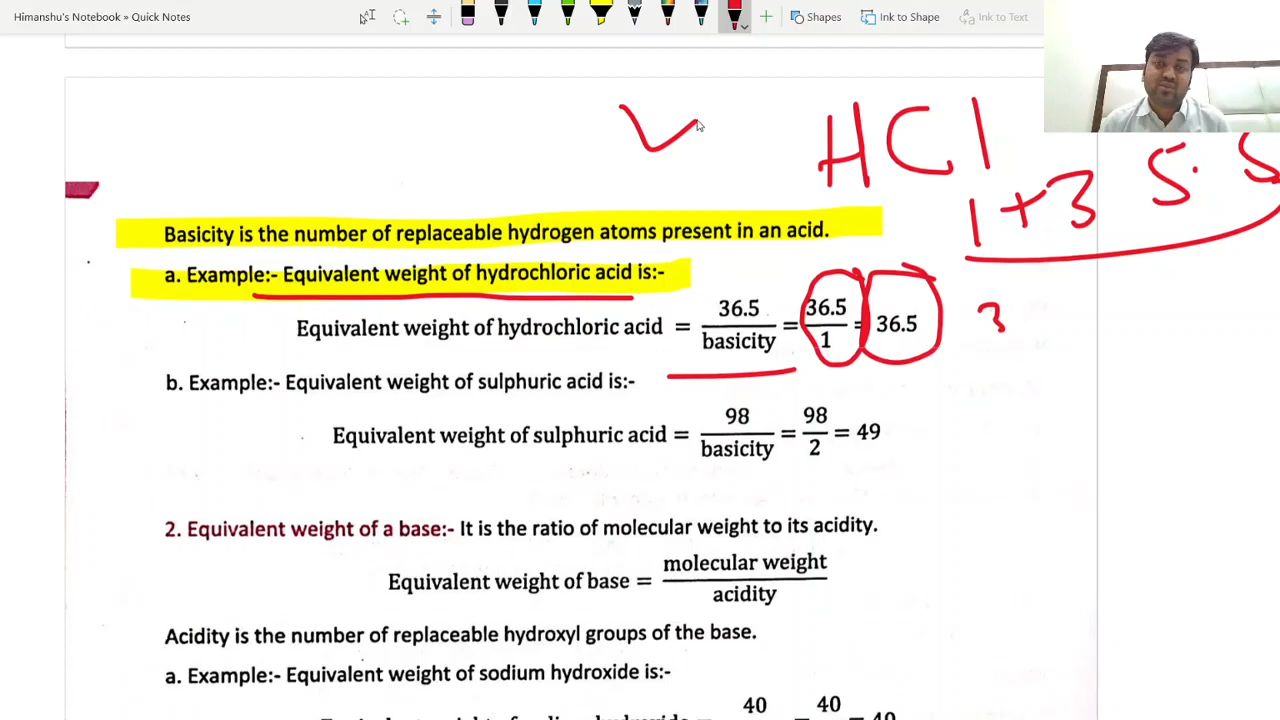 Himanshu's Notebook » Quick Notes
Shapes Ink to Shape Ink to Text
HCl
1+3 5.5
Basicity is the number of replaceable hydrogen atoms present in an acid.
a. Example:- Equivalent weight of hydrochloric acid is:-
Equivalent weight of hydrochloric acid = 36.5/basicity = 36.5/1 = 36.5
3
b. Example:- Equivalent weight of sulphuric acid is:-
Equivalent weight of sulphuric acid = 98/basicity = 98/2 = 49
2. Equivalent weight of a base:- It is the ratio of molecular weight to its acidity.
Equivalent weight of base = molecular weight/acidity
Acidity is the number of replaceable hydroxyl groups of the base.
a. Example:- Equivalent weight of sodium hydroxide is:-
40 40
= 40